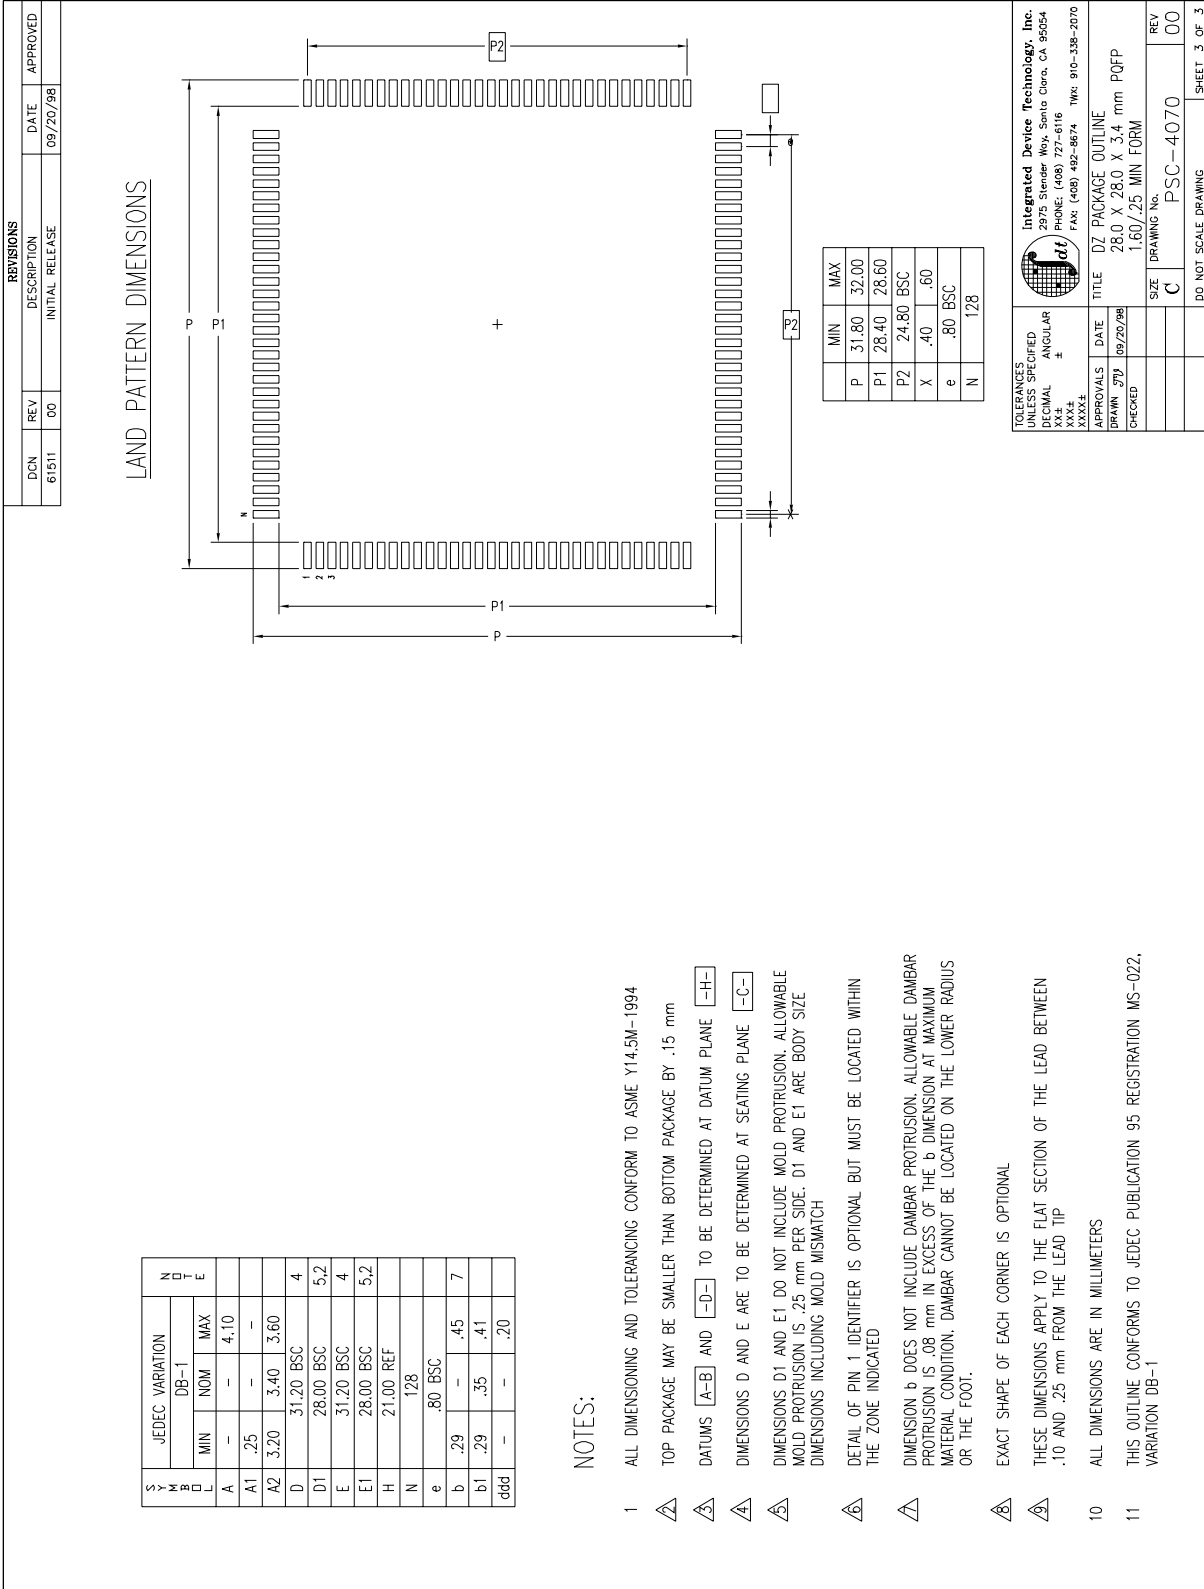 REVISIONS
DCN REV DESCRIPTION DATE APPROVED
61511 00 INITIAL RELEASE 09/20/98
LAND PATTERN DIMENSIONS
P
P1
P2
P2
P1
P
N
1
2
3
X
e
MIN MAX
P 31.80 32.00
P1 28.40 28.60
P2 24.80 BSC
X .40 .60
e .80 BSC
N 128
SYMBOL JEDEC VARIATION NOTE
DB-1
MIN NOM MAX
A – – 4.10
A1 .25 – –
A2 3.20 3.40 3.60
D 31.20 BSC 4
D1 28.00 BSC 5,2
E 31.20 BSC 4
E1 28.00 BSC 5,2
H 21.00 REF
N 128
e .80 BSC
b .29 – .45 7
b1 .29 .35 .41
ddd – – .20
NOTES:
1 ALL DIMENSIONING AND TOLERANCING CONFORM TO ASME Y14.5M-1994
2 TOP PACKAGE MAY BE SMALLER THAN BOTTOM PACKAGE BY .15 mm
3 DATUMS A-B AND -D- TO BE DETERMINED AT DATUM PLANE -H-
4 DIMENSIONS D AND E ARE TO BE DETERMINED AT SEATING PLANE -C-
5 DIMENSIONS D1 AND E1 DO NOT INCLUDE MOLD PROTRUSION. ALLOWABLE
MOLD PROTRUSION IS .25 mm PER SIDE. D1 AND E1 ARE BODY SIZE
DIMENSIONS INCLUDING MOLD MISMATCH
6 DETAIL OF PIN 1 IDENTIFIER IS OPTIONAL BUT MUST BE LOCATED WITHIN
THE ZONE INDICATED
7 DIMENSION b DOES NOT INCLUDE DAMBAR PROTRUSION. ALLOWABLE DAMBAR
PROTRUSION IS .08 mm IN EXCESS OF THE b DIMENSION AT MAXIMUM
MATERIAL CONDITION. DAMBAR CANNOT BE LOCATED ON THE LOWER RADIUS
OR THE FOOT.
8 EXACT SHAPE OF EACH CORNER IS OPTIONAL
9 THESE DIMENSIONS APPLY TO THE FLAT SECTION OF THE LEAD BETWEEN
.10 AND .25 mm FROM THE LEAD TIP
10 ALL DIMENSIONS ARE IN MILLIMETERS
11 THIS OUTLINE CONFORMS TO JEDEC PUBLICATION 95 REGISTRATION MS-022,
VARIATION DB-1
TOLERANCES
UNLESS SPECIFIED
DECIMAL ANGULAR
XX± ±
XXX±
XXXX±
APPROVALS DATE
DRAWN 09/20/98
CHECKED
idt
Integrated Device Technology, Inc.
2975 Stender Way, Santa Clara, CA 95054
PHONE: (408) 727-6116
FAX: (408) 492-8674 TWX: 910-338-2070
TITLE DZ PACKAGE OUTLINE
28.0 X 28.0 X 3.4 mm PQFP
1.60/.25 MIN FORM
SIZE DRAWING No. REV
C PSC-4070 00
DO NOT SCALE DRAWING SHEET 3 OF 3